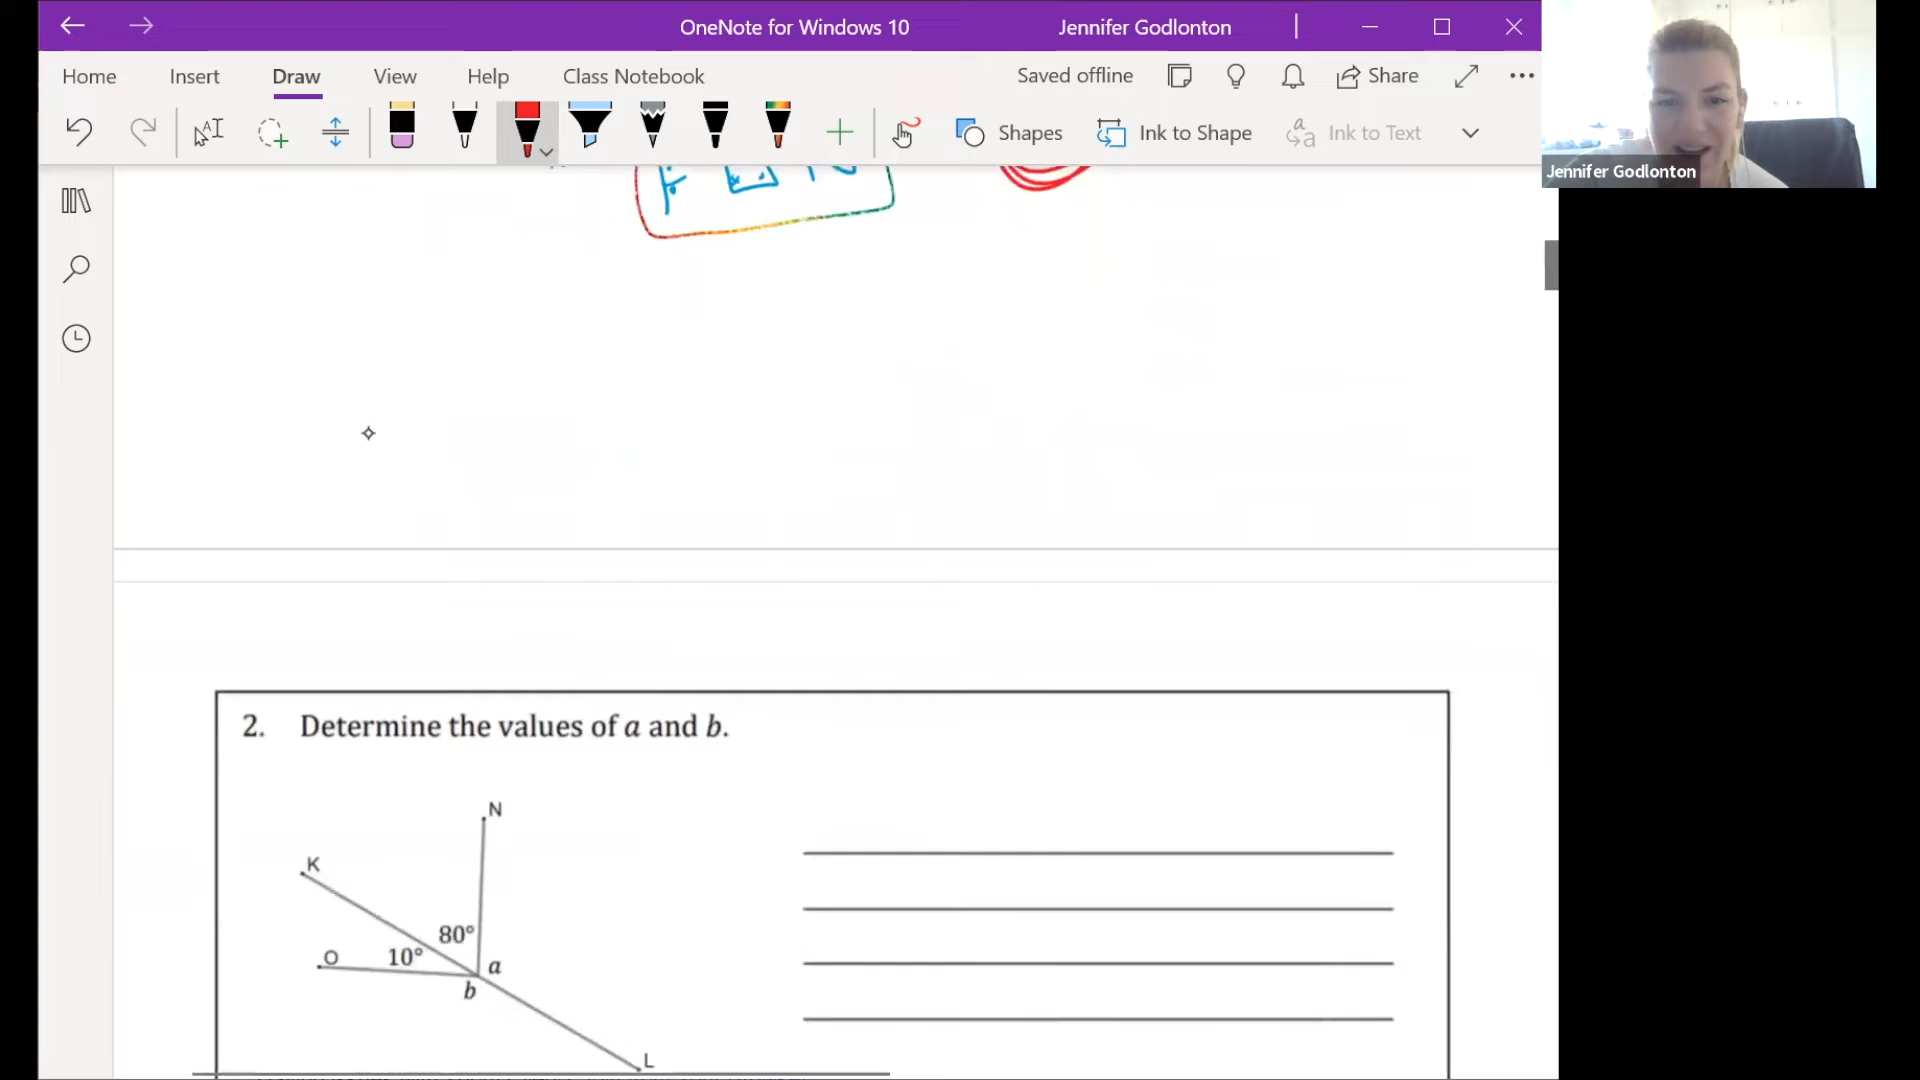 OneNote for Windows 10
Jennifer Godlonton
Home Insert Draw View Help Class Notebook
Saved offline
Share
Shapes
Ink to Shape
Ink to Text
Jennifer Godlonton
2. Determine the values of a and b.
N
K
80°
O 10° a
b
L